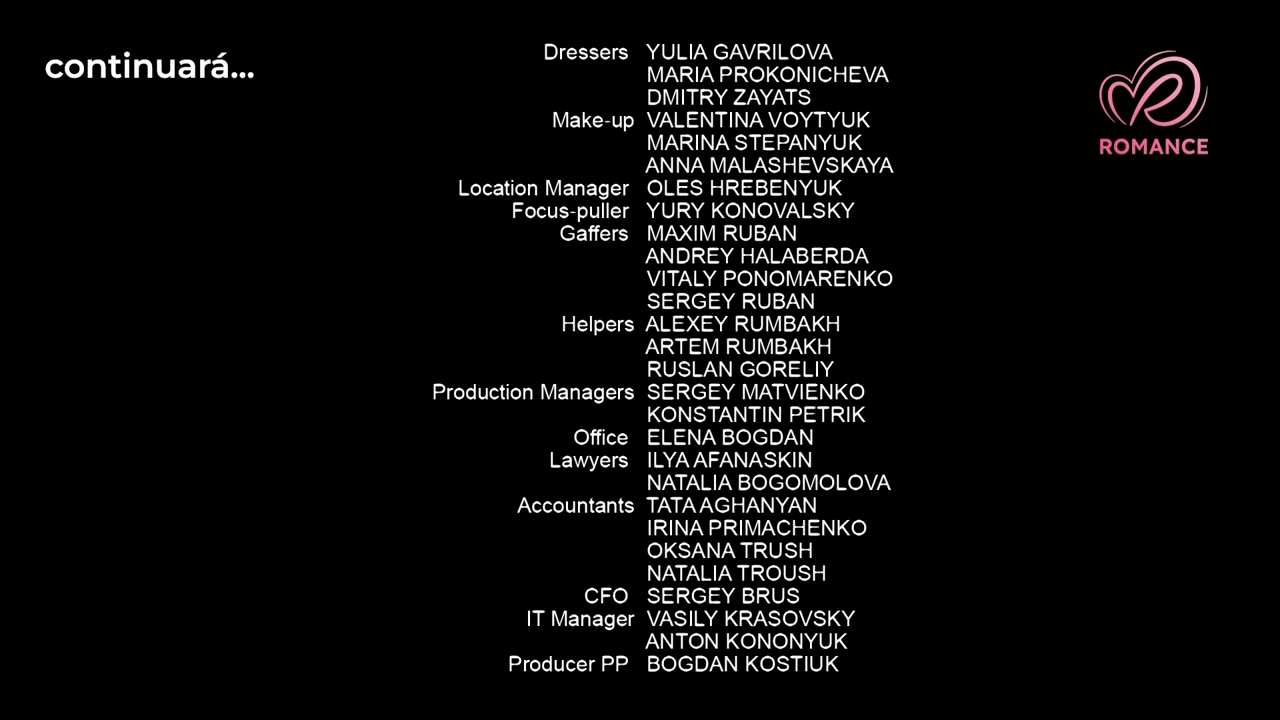 continuará...
Dressers YULIA GAVRILOVA
MARIA PROKONICHEVA
DMITRY ZAYATS
Make-up VALENTINA VOYTYUK
MARINA STEPANYUK
ANNA MALASHEVSKAYA
Location Manager OLES HREBENYUK
Focus-puller YURY KONOVALSKY
Gaffers MAXIM RUBAN
ANDREY HALABERDA
VITALY PONOMARENKO
SERGEY RUBAN
Helpers ALEXEY RUMBAKH
ARTEM RUMBAKH
RUSLAN GORELIY
Production Managers SERGEY MATVIENKO
KONSTANTIN PETRIK
Office ELENA BOGDAN
Lawyers ILYA AFANASKIN
NATALIA BOGOMOLOVA
Accountants TATA AGHANYAN
IRINA PRIMACHENKO
OKSANA TRUSH
NATALIA TROUSH
CFO SERGEY BRUS
IT Manager VASILY KRASOVSKY
ANTON KONONYUK
Producer PP BOGDAN KOSTIUK
ROMANCE